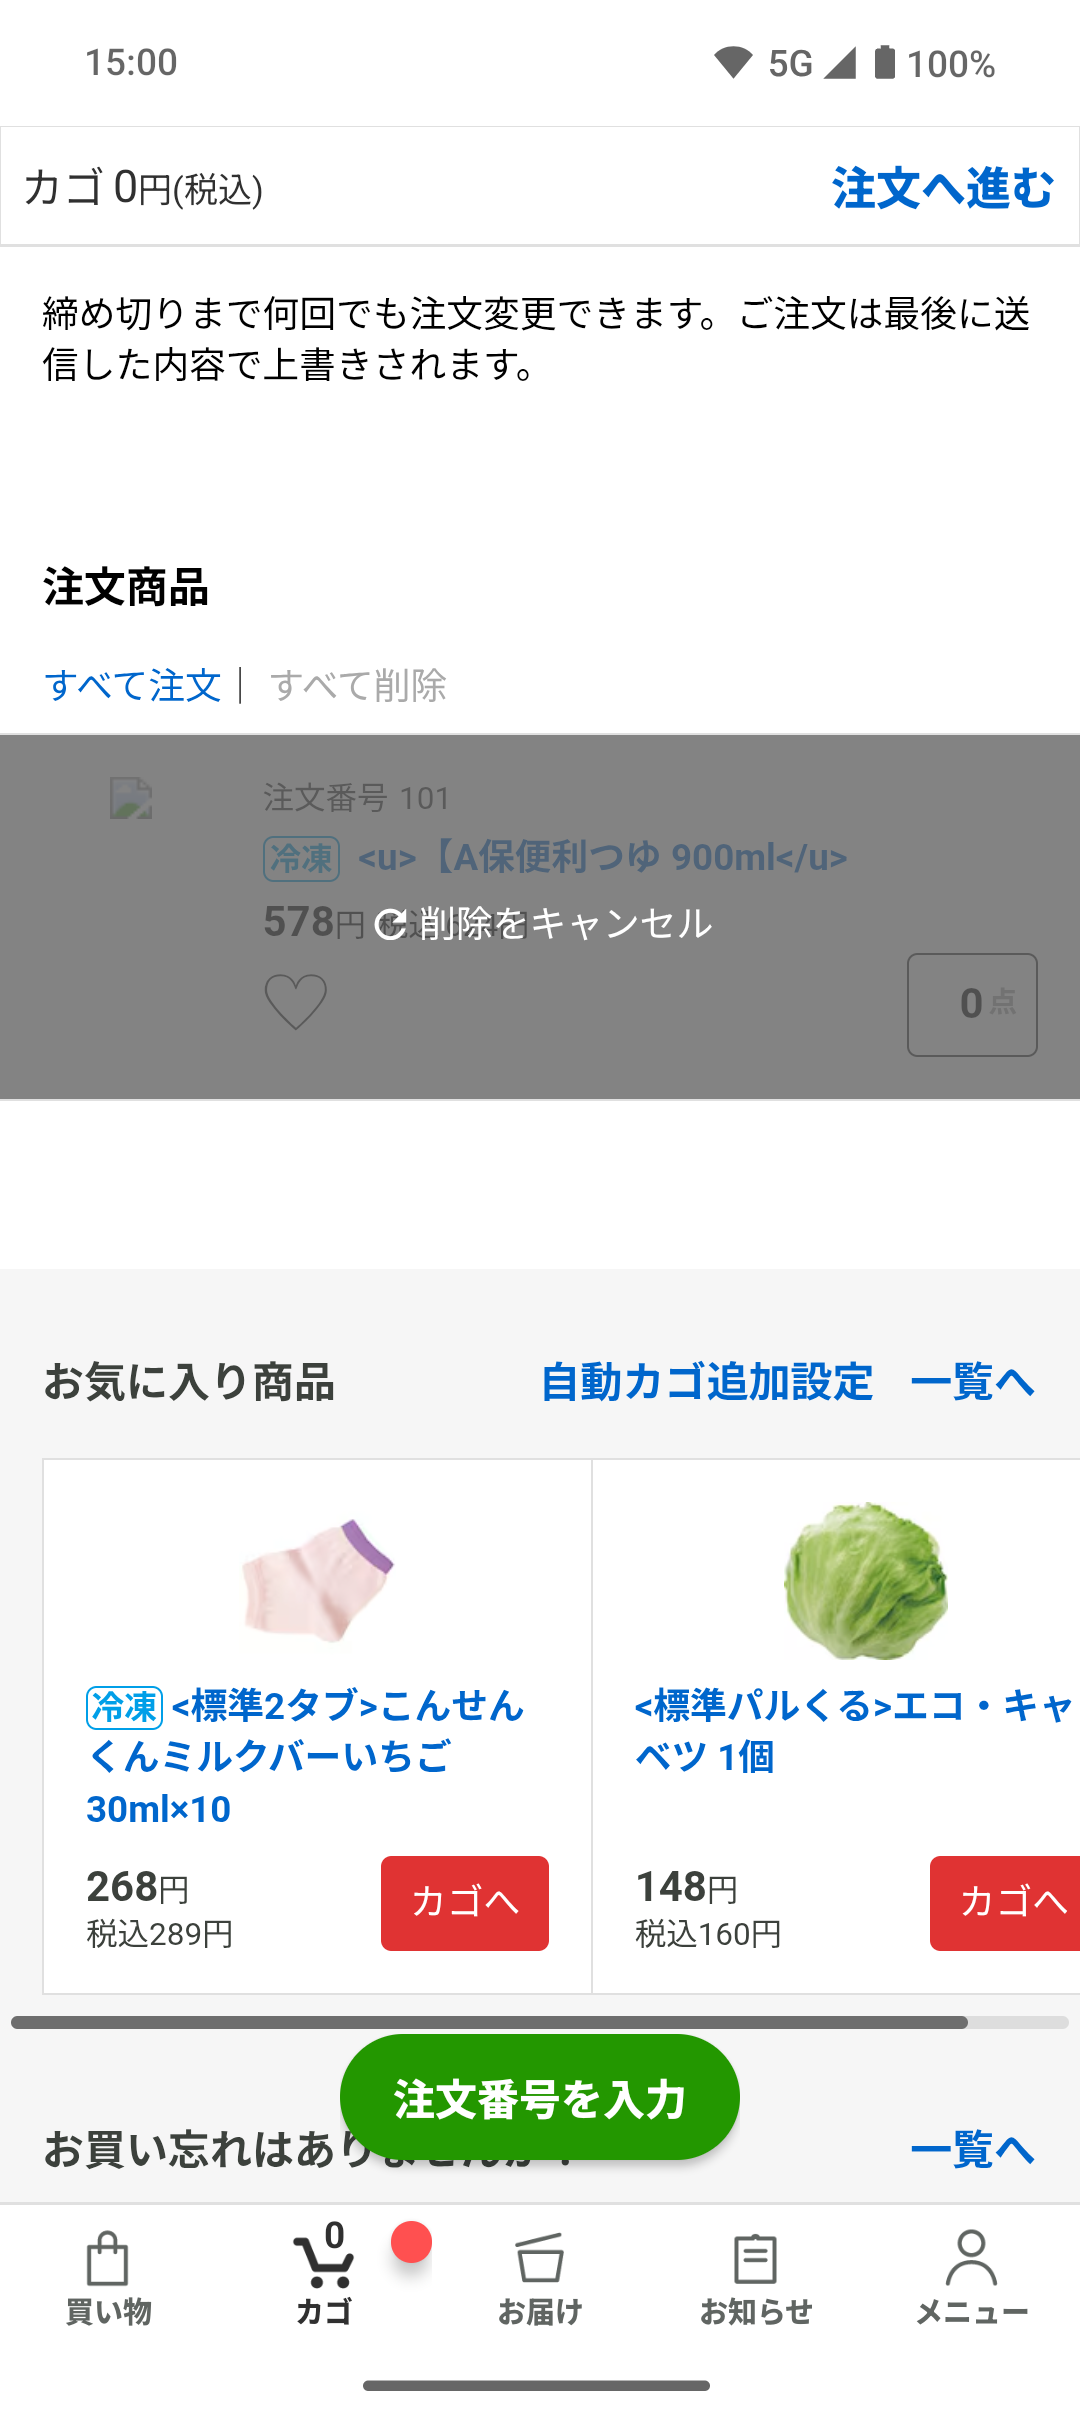 15:00
5G 100%
カゴ 0円(税込)
注文へ進む
締め切りまで何回でも注文変更できます。ご注文は最後に送
信した内容で上書きされます。
注文商品
すべて注文 | すべて削除
注文番号 101
冷凍 <u>【A保便利つゆ 900ml</u>
578円 税込
削除をキャンセル
0点
お気に入り商品
自動カゴ追加設定 一覧へ
冷凍 <標準2タブ>こんせん
くんミルクバーいちご
30ml×10
268円
税込289円
カゴへ
<標準パルくる>エコ・キャ
ベツ 1個
148円
税込160円
カゴへ
注文番号を入力
お買い忘れはありませんか?
一覧へ
0
買い物
カゴ
お届け
お知らせ
メニュー